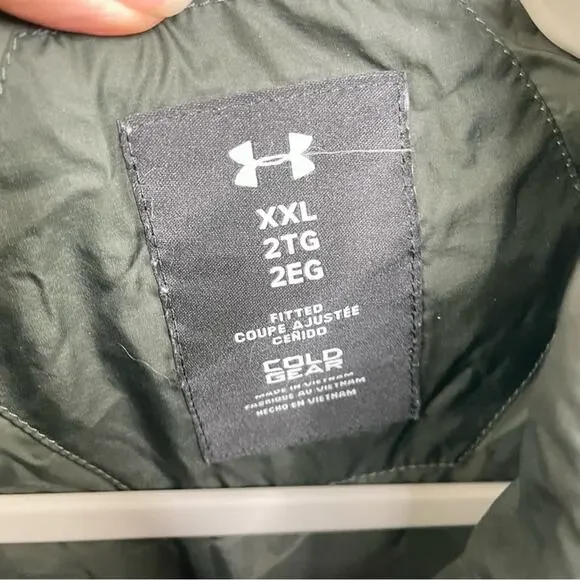 XXL
2TG
2EG
FITTED
COUPE AJUSTÉE
CEÑIDO
COLD
GEAR
MADE IN VIETNAM
FABRIQUÉ AU VIETNAM
HECHO EN VIETNAM